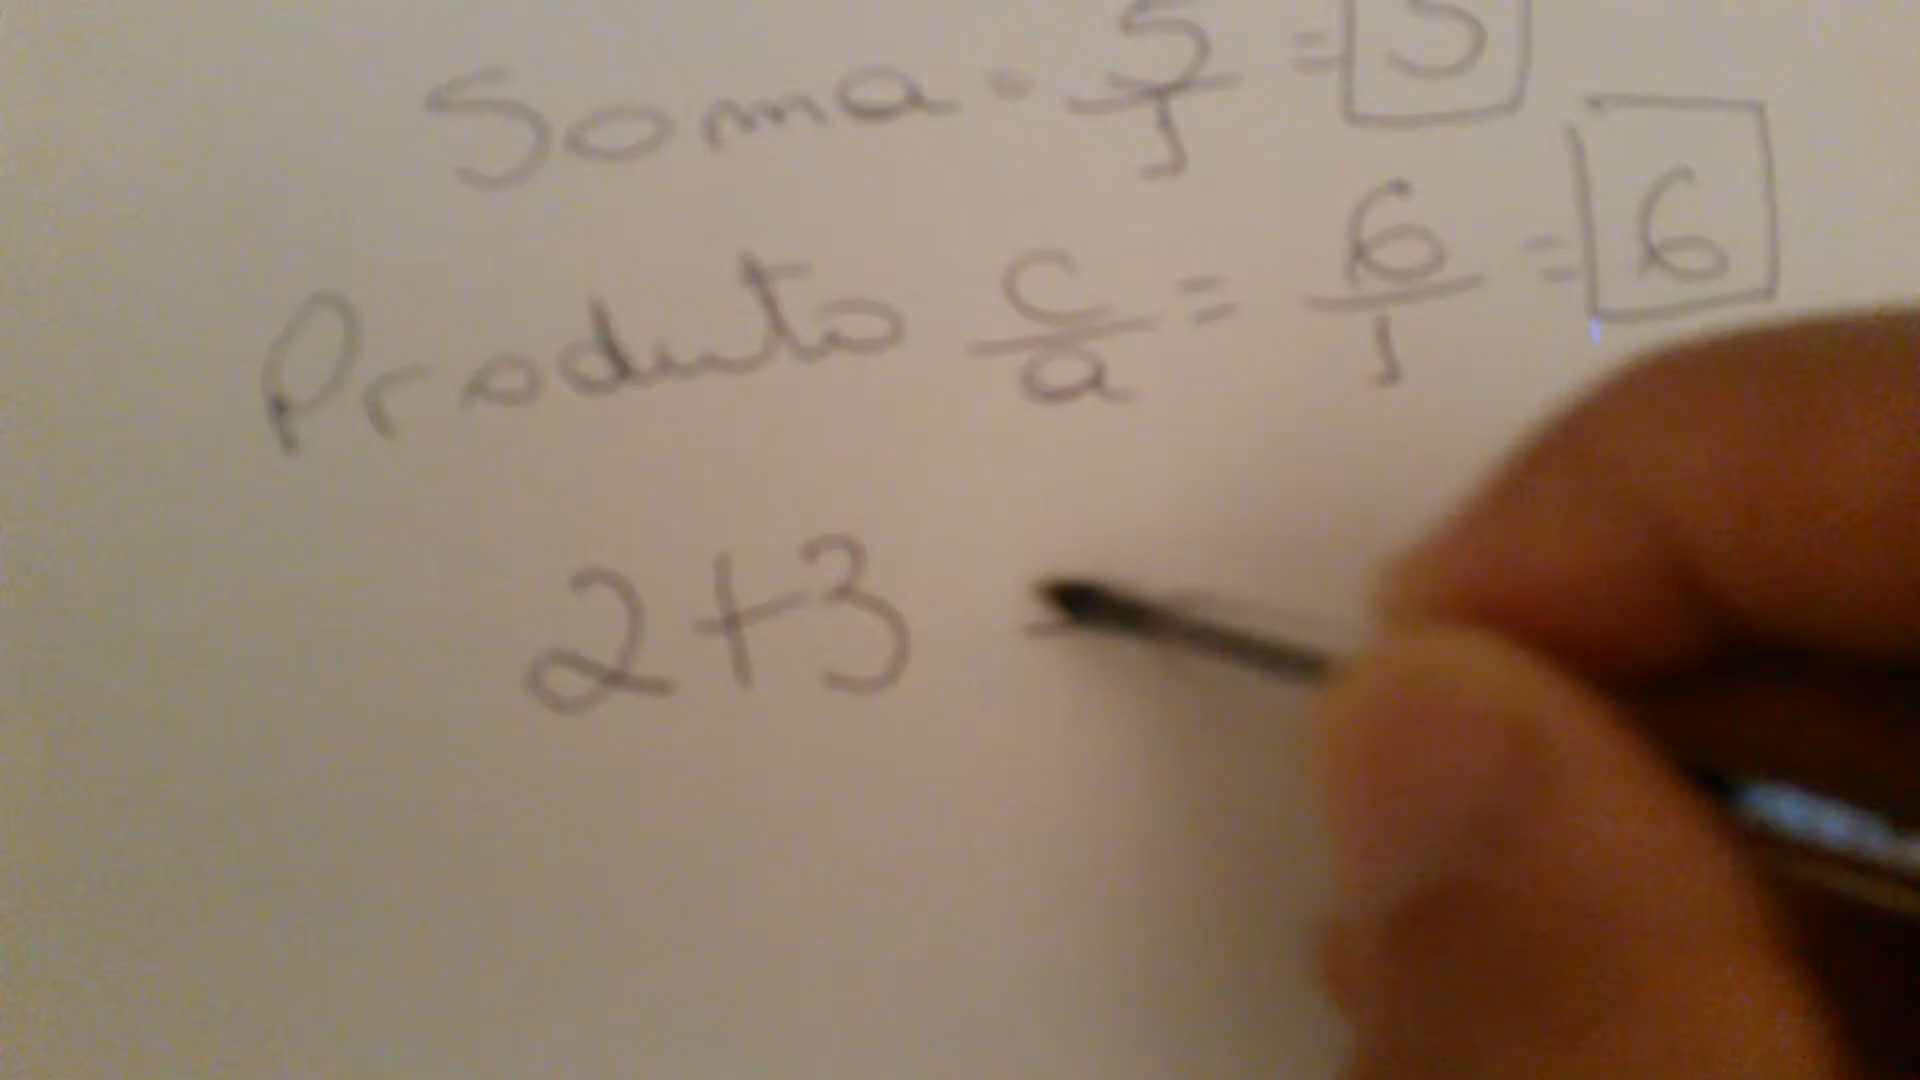 Soma = 5/1 = 5
Produto c/a = 6/1 = 6
2+3 =